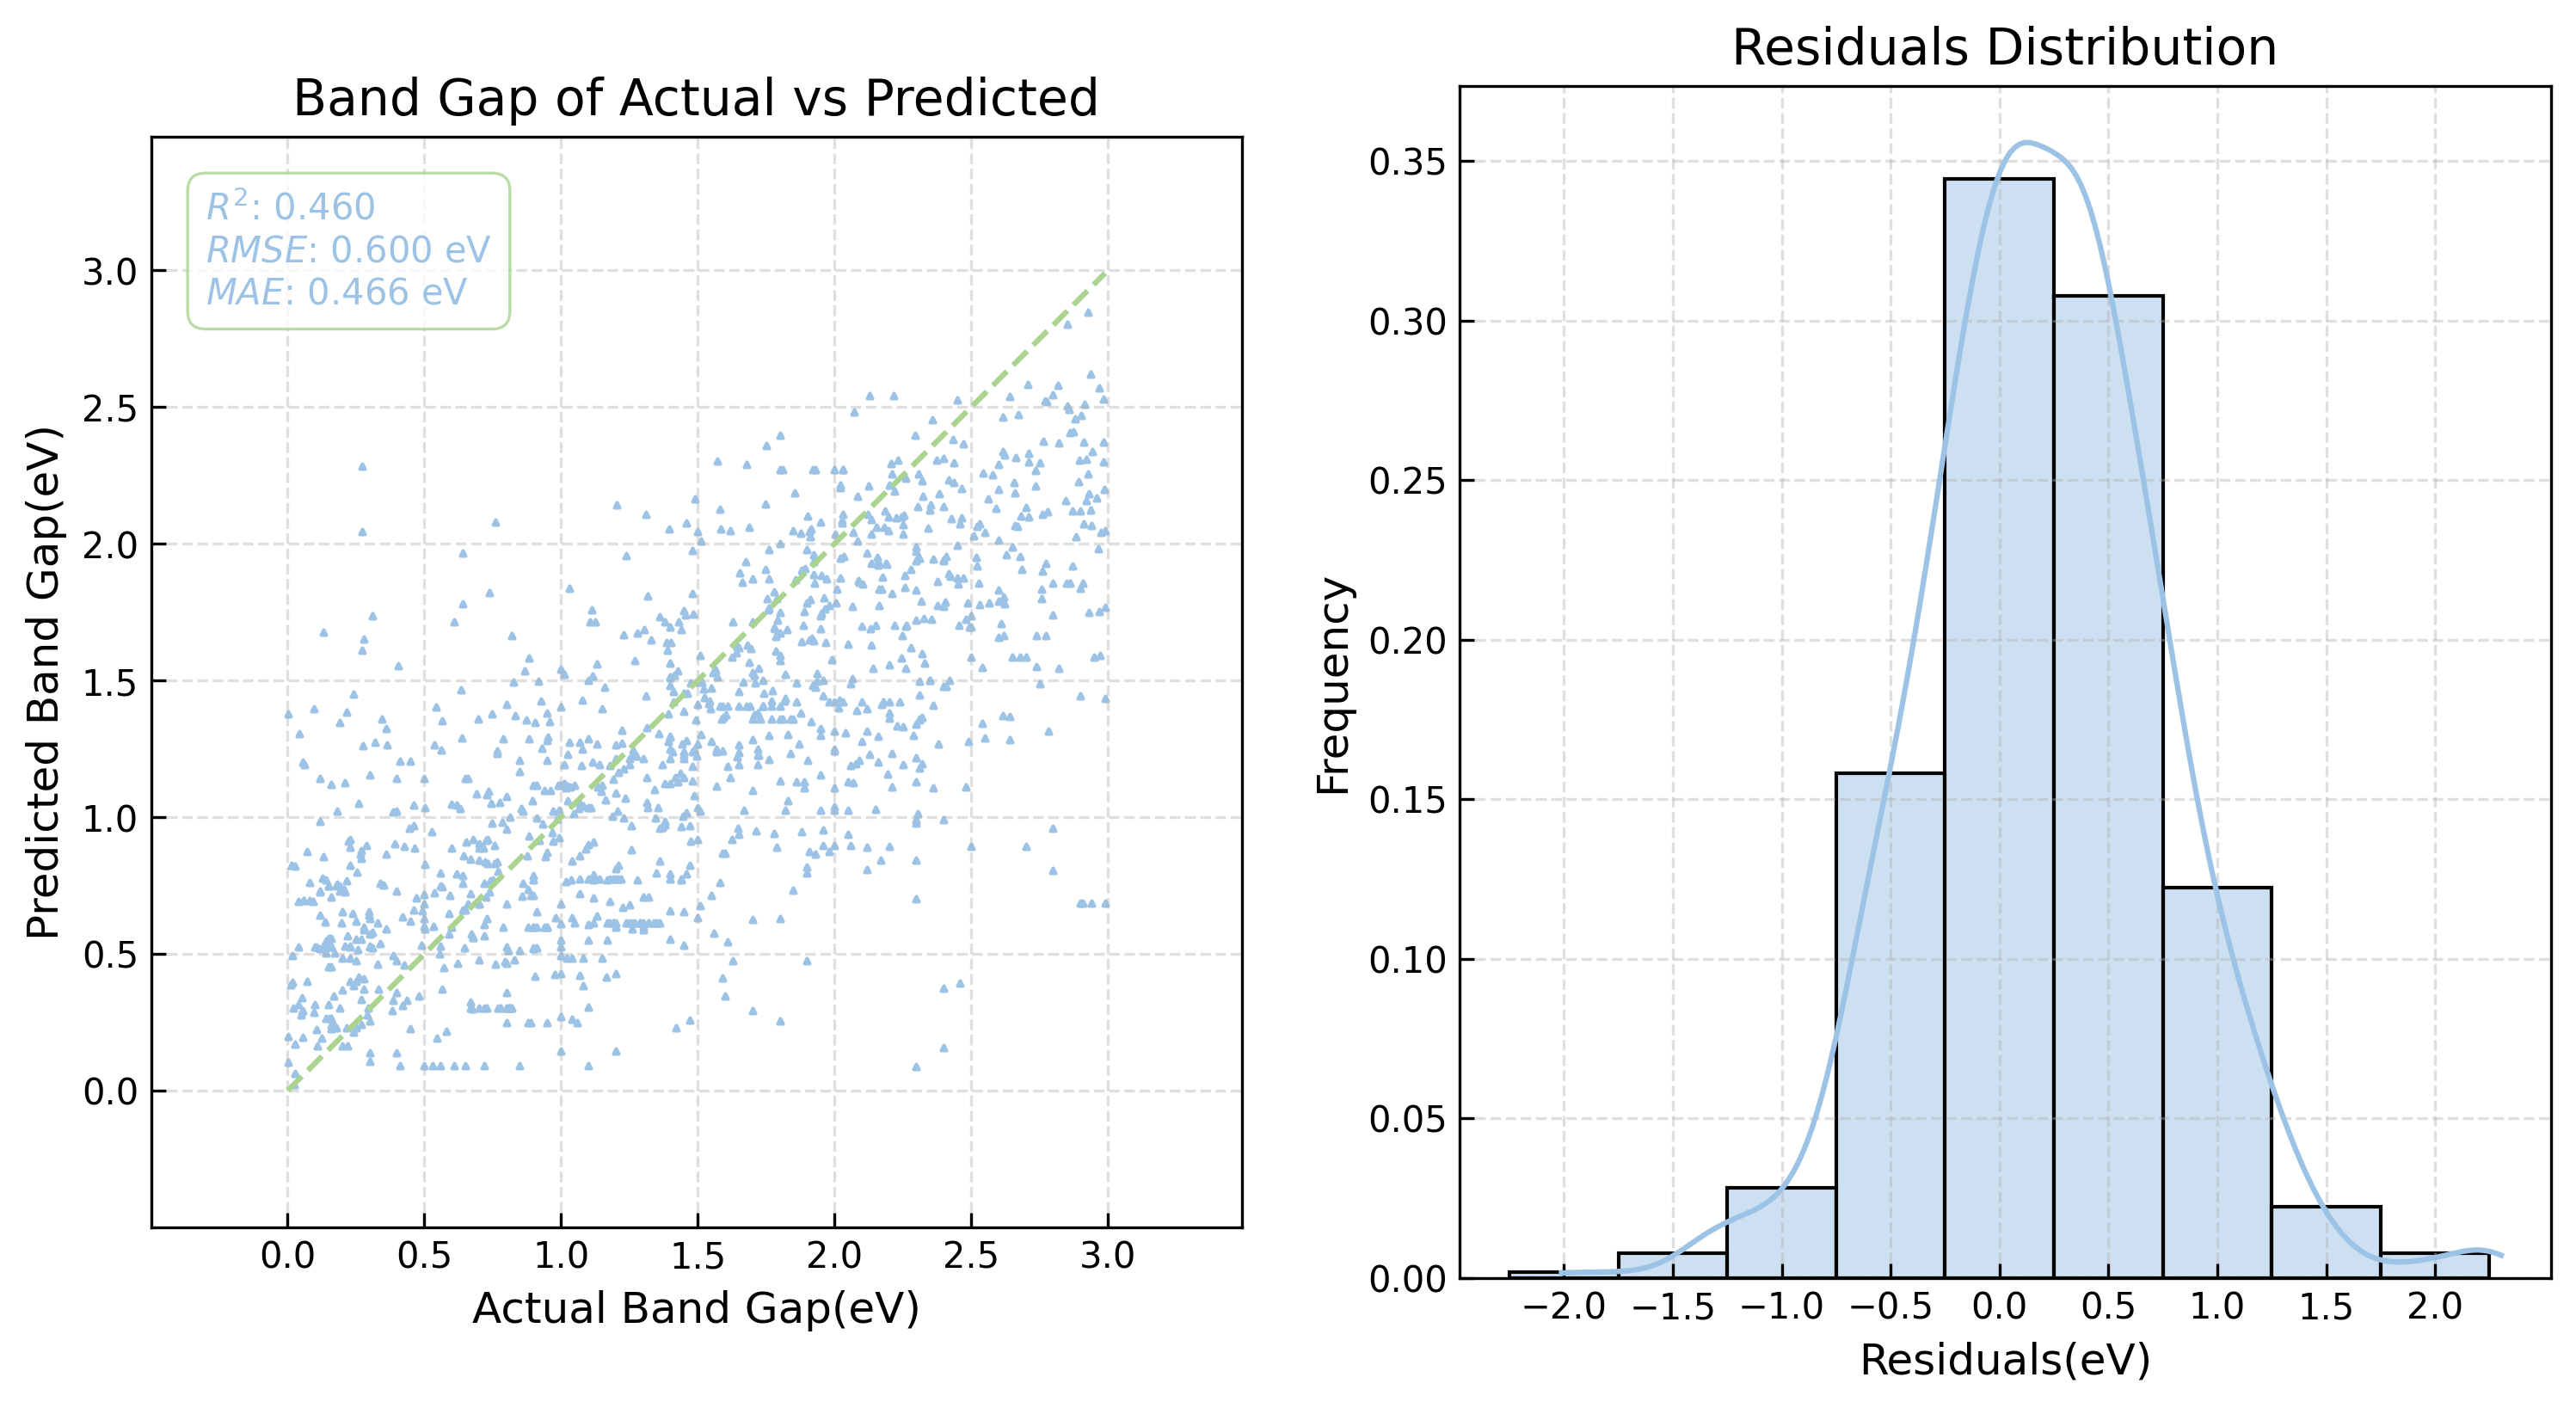 Band Gap of Actual vs Predicted
R²: 0.460
RMSE: 0.600 eV
MAE: 0.466 eV
Predicted Band Gap(eV)
3.0
2.5
2.0
1.5
1.0
0.5
0.0
0.0 0.5 1.0 1.5 2.0 2.5 3.0
Actual Band Gap(eV)
Residuals Distribution
Frequency
0.35
0.30
0.25
0.20
0.15
0.10
0.05
0.00
−2.0 −1.5 −1.0 −0.5 0.0 0.5 1.0 1.5 2.0
Residuals(eV)